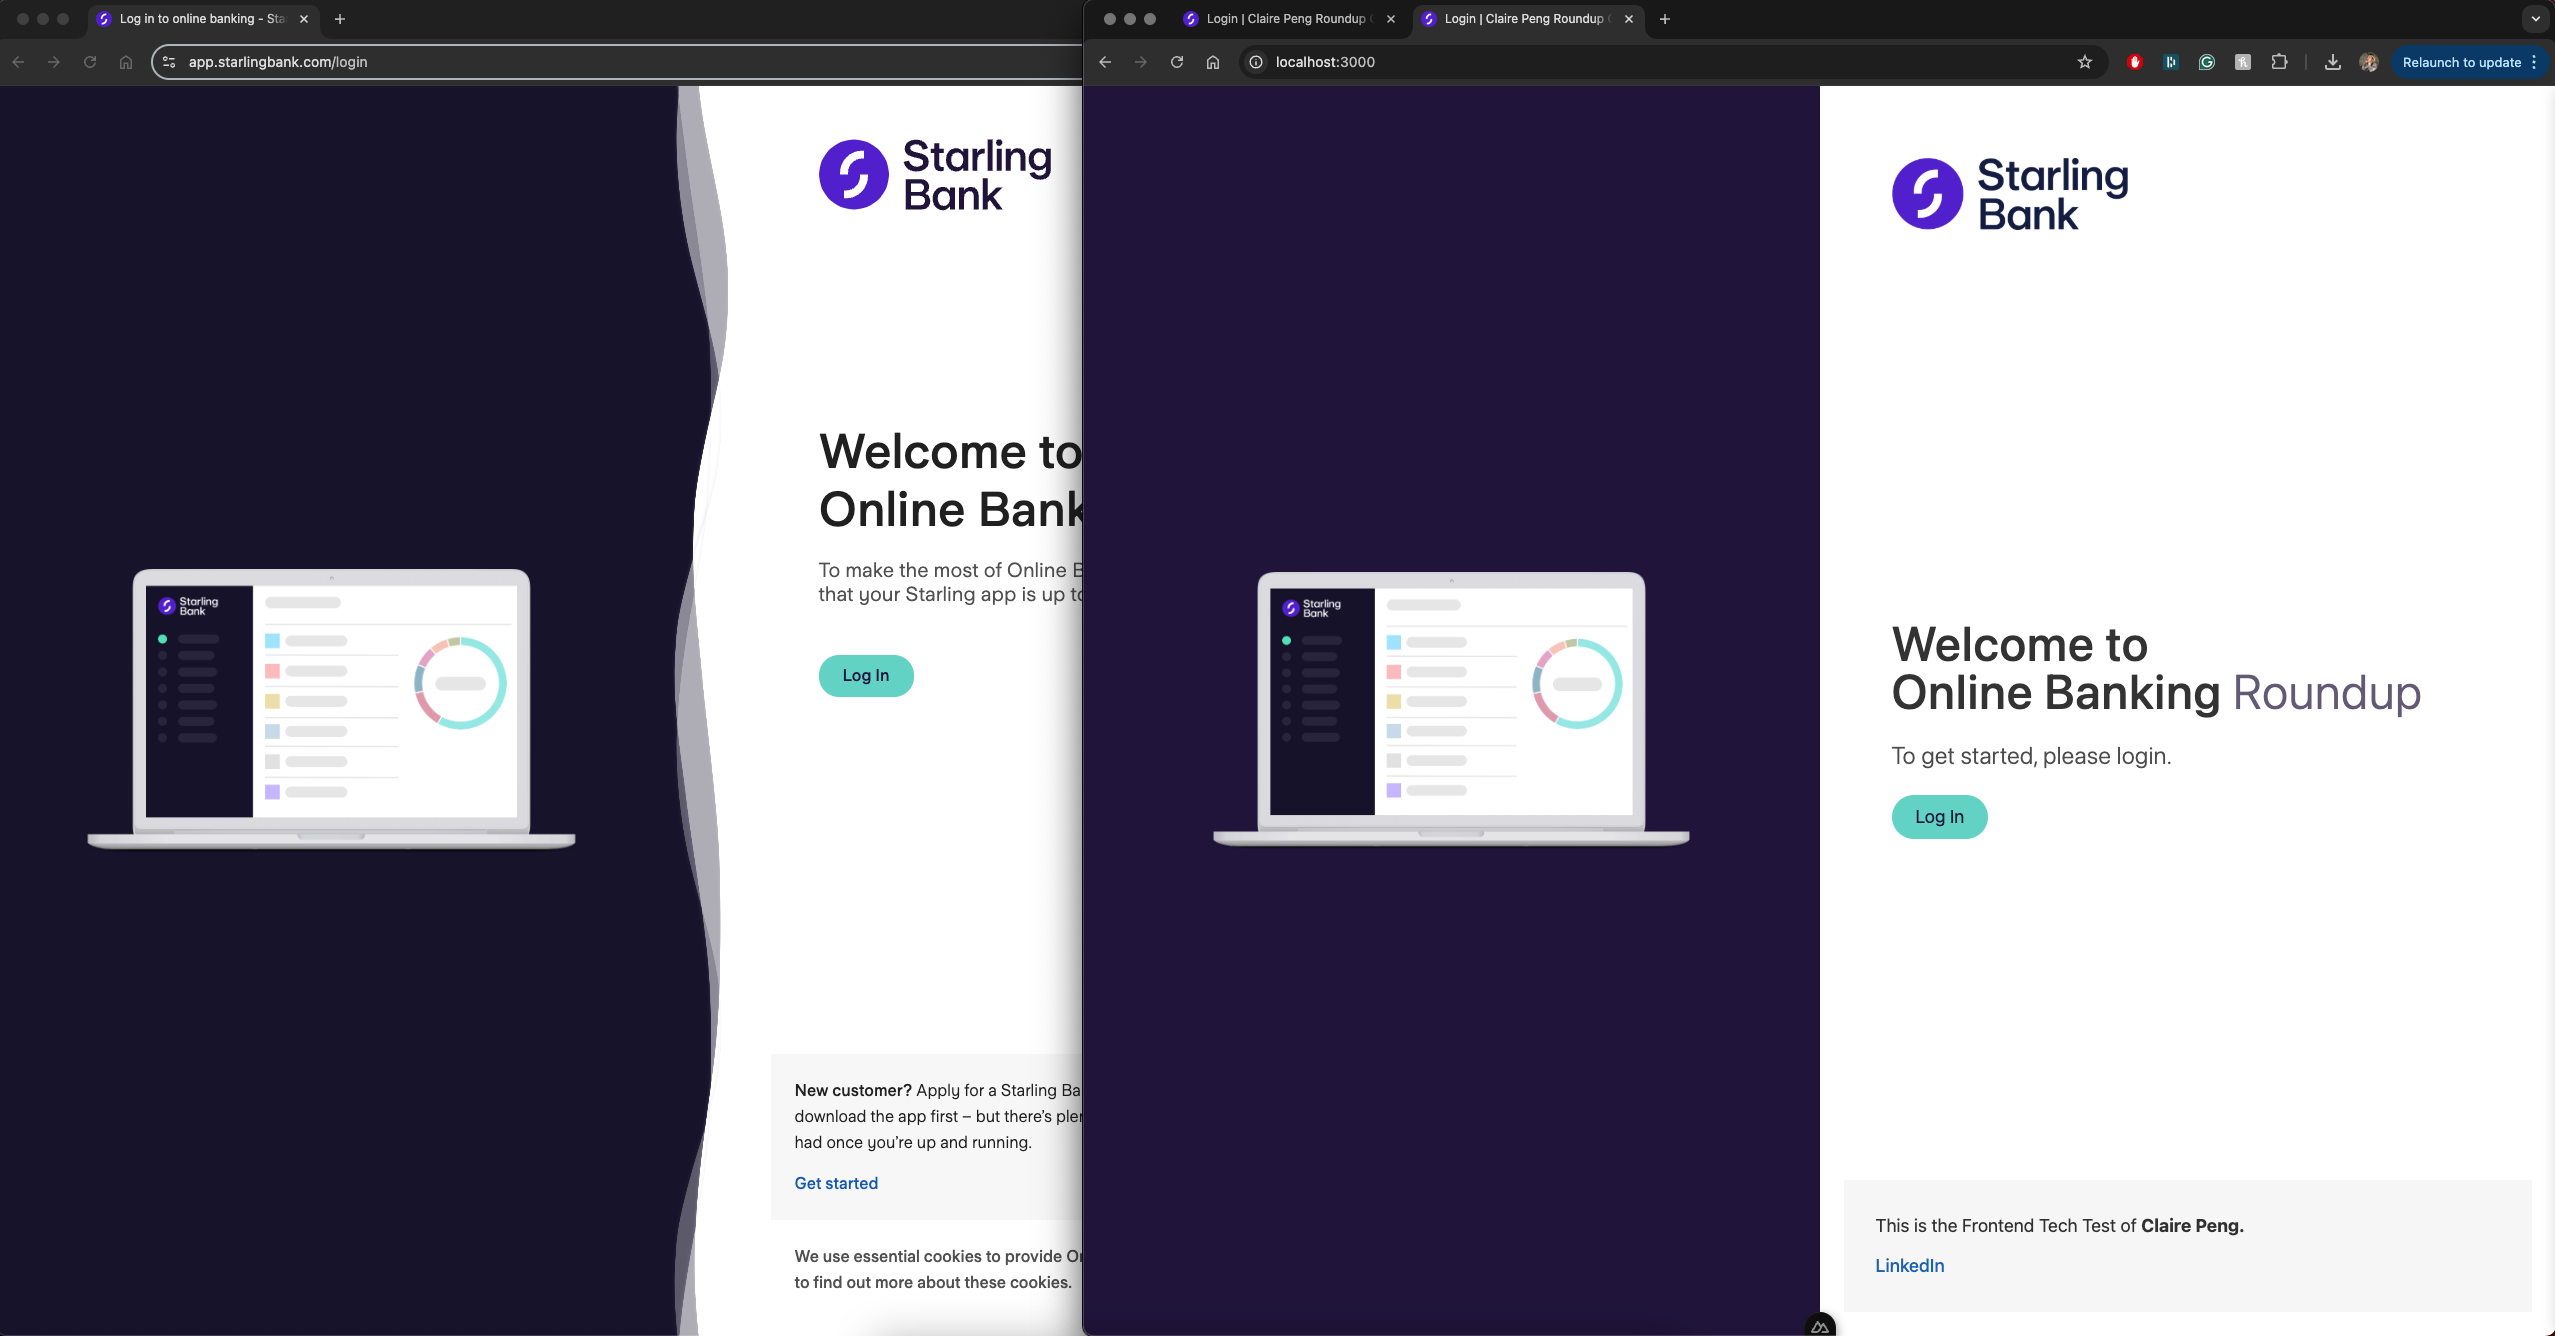 Log in to online banking - Sta
app.starlingbank.com/login
Starling
Bank
Welcome to
Online Bank
To make the most of Online B
that your Starling app is up to
Log In
Starling
Bank
New customer? Apply for a Starling Ba
download the app first – but there's plen
had once you're up and running.
Get started
We use essential cookies to provide On
to find out more about these cookies.
Login | Claire Peng Roundup
Login | Claire Peng Roundup
localhost:3000
Relaunch to update
Starling
Bank
Starling
Bank
Welcome to
Online Banking Roundup
To get started, please login.
Log In
This is the Frontend Tech Test of Claire Peng.
LinkedIn